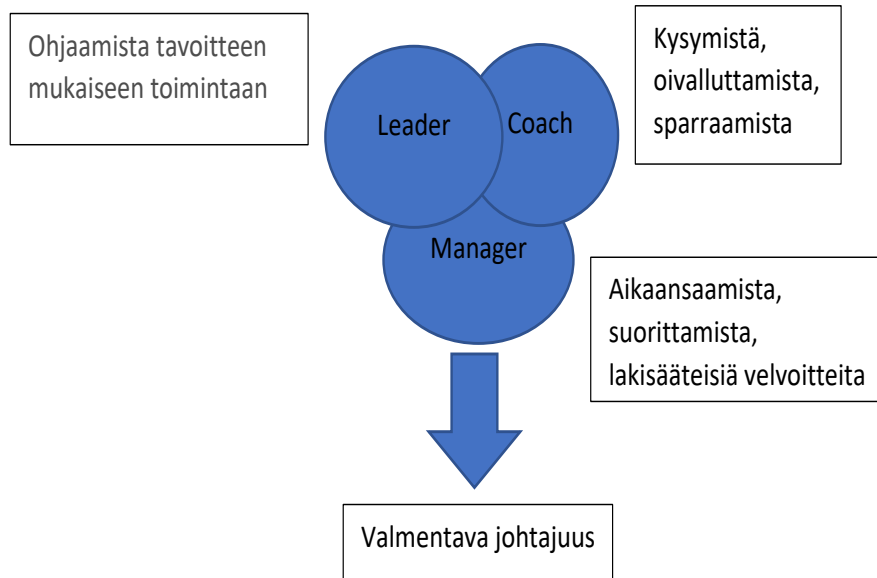 Ohjaamista tavoitteen
mukaiseen toimintaan
Leader
Coach
Kysymistä,
oivalluttamista,
sparraamista
Manager
Aikaansaamista,
suorittamista,
lakisääteisiä velvoitteita
Valmentava johtajuus